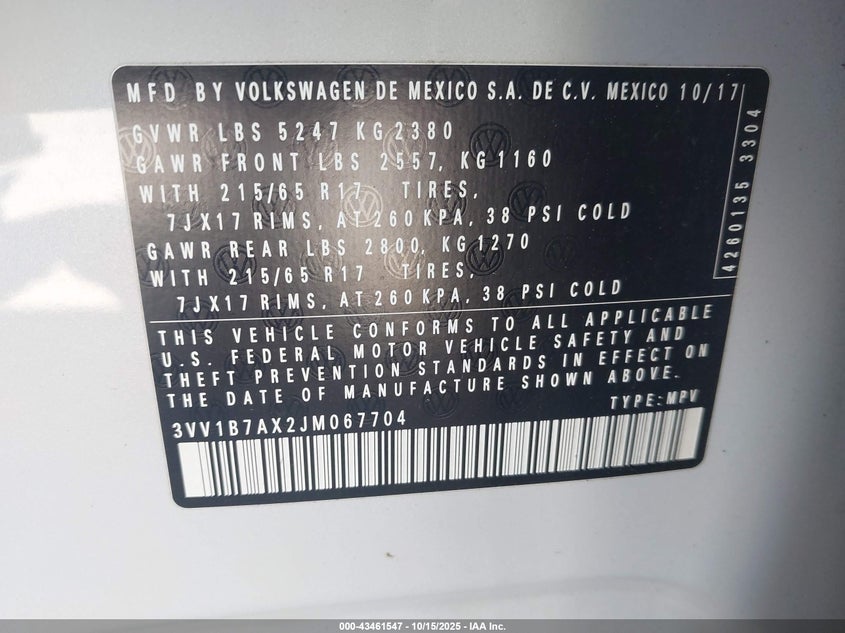 MFD BY VOLKSWAGEN DE MEXICO S.A. DE C.V. MEXICO 10/17
GVWR LBS 5247 KG 2380
GAWR FRONT LBS 2557, KG 1160
WITH 215/65 R17 TIRES,
7JX17 RIMS, AT 260 KPA, 38 PSI COLD
GAWR REAR LBS 2800, KG 1270
WITH 215/65 R17 TIRES,
7JX17 RIMS, AT 260 KPA, 38 PSI COLD
4260135 3304
THIS VEHICLE CONFORMS TO ALL APPLICABLE
U.S. FEDERAL MOTOR VEHICLE SAFETY AND
THEFT PREVENTION STANDARDS IN EFFECT ON
THE DATE OF MANUFACTURE SHOWN ABOVE.
TYPE: MPV
3VV1B7AX2JM067704
000-43461547 - 10/15/2025 - IAA Inc.